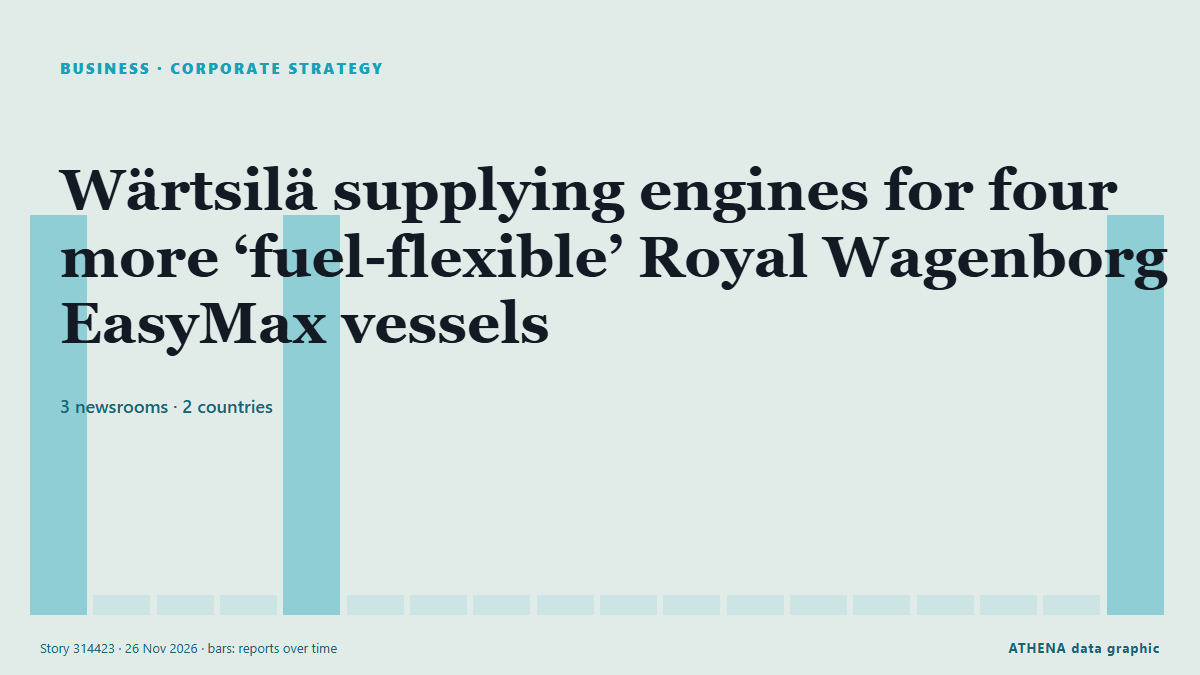 BUSINESS · CORPORATE STRATEGY
Wärtsilä supplying engines for four
more ‘fuel-flexible’ Royal Wagenborg
EasyMax vessels
3 newsrooms · 2 countries
Story 314423 · 26 Nov 2026 · bars: reports over time
ATHENA data graphic